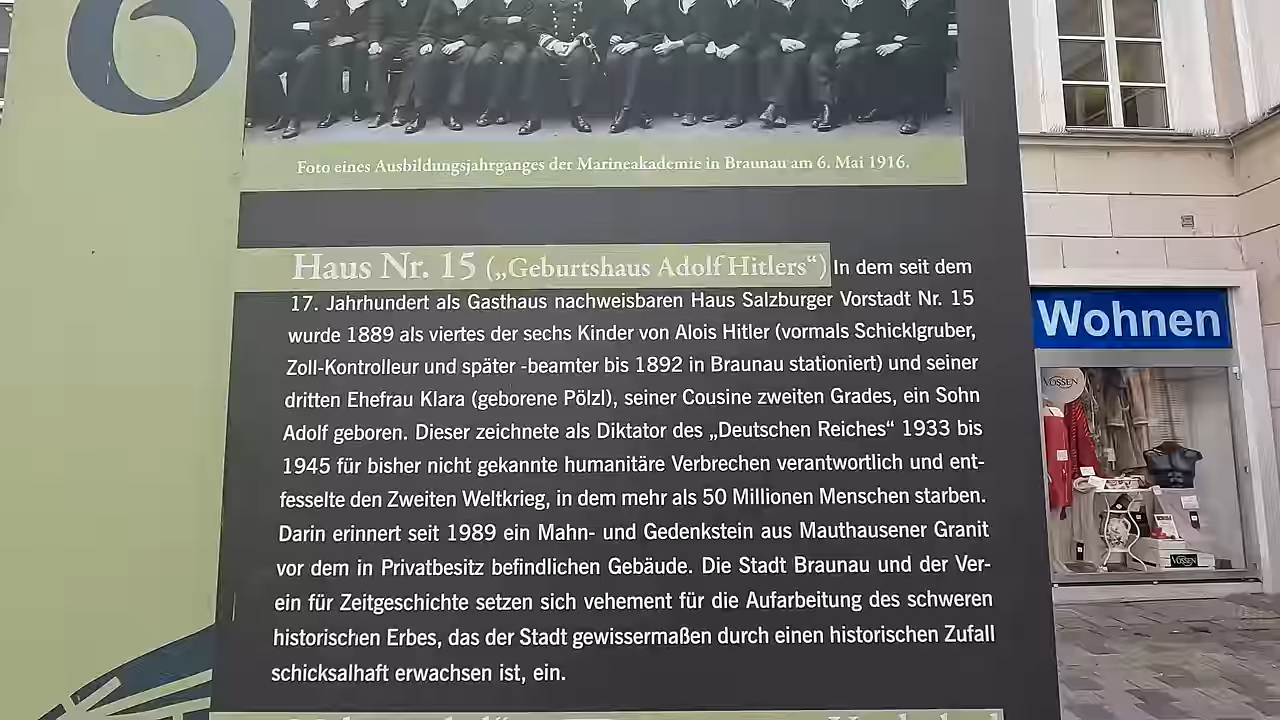 6
Foto eines Ausbildungsjahrganges der Marineakademie in Braunau am 6. Mai 1916.
Haus Nr. 15 („Geburtshaus Adolf Hitlers“) In dem seit dem
17. Jahrhundert als Gasthaus nachweisbaren Haus Salzburger Vorstadt Nr. 15
wurde 1889 als viertes der sechs Kinder von Alois Hitler (vormals Schicklgruber,
Zoll-Kontrolleur und später -beamter bis 1892 in Braunau stationiert) und seiner
dritten Ehefrau Klara (geborene Pölzl), seiner Cousine zweiten Grades, ein Sohn
Adolf geboren. Dieser zeichnete als Diktator des „Deutschen Reiches“ 1933 bis
1945 für bisher nicht gekannte humanitäre Verbrechen verantwortlich und ent-
fesselte den Zweiten Weltkrieg, in dem mehr als 50 Millionen Menschen starben.
Darin erinnert seit 1989 ein Mahn- und Gedenkstein aus Mauthausener Granit
vor dem in Privatbesitz befindlichen Gebäude. Die Stadt Braunau und der Ver-
ein für Zeitgeschichte setzen sich vehement für die Aufarbeitung des schweren
historischen Erbes, das der Stadt gewissermaßen durch einen historischen Zufall
schicksalhaft erwachsen ist, ein.
Wohnen
VOSSEN
VOSSEN